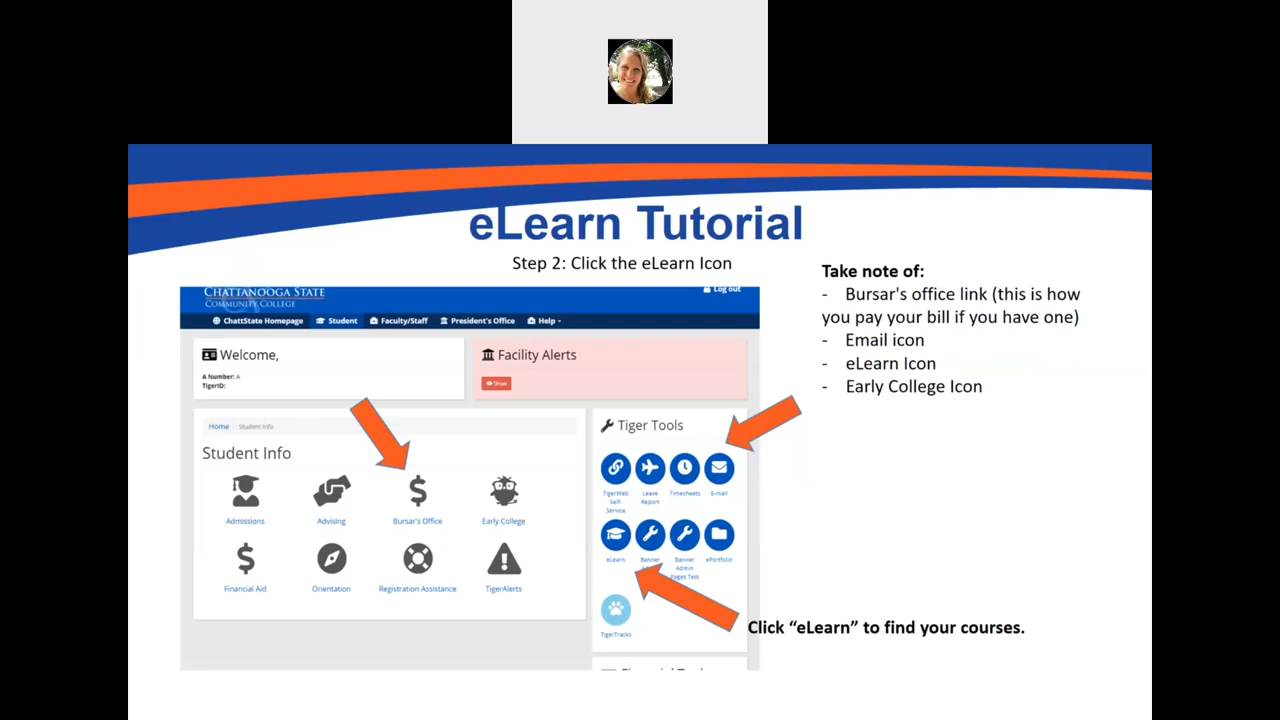 eLearn Tutorial
Step 2: Click the eLearn Icon
Take note of:
- Bursar's office link (this is how
you pay your bill if you have one)
- Email icon
- eLearn Icon
- Early College Icon
CHATTANOOGA STATE
COMMUNITY COLLEGE
Log out
ChattState Homepage Student Faculty/Staff President's Office Help
Welcome,
A Number: A
TigerID:
Facility Alerts
Show
Home Student Info
Student Info
Admissions Advising Bursar's Office Early College
Financial Aid Orientation Registration Assistance TigerAlerts
Tiger Tools
TigerWeb Self-Service
Leave Report
Timesheets
E-mail
eLearn
Banner
Banner Admin Pages Test
ePortfolio
TigerTracks
Click “eLearn” to find your courses.